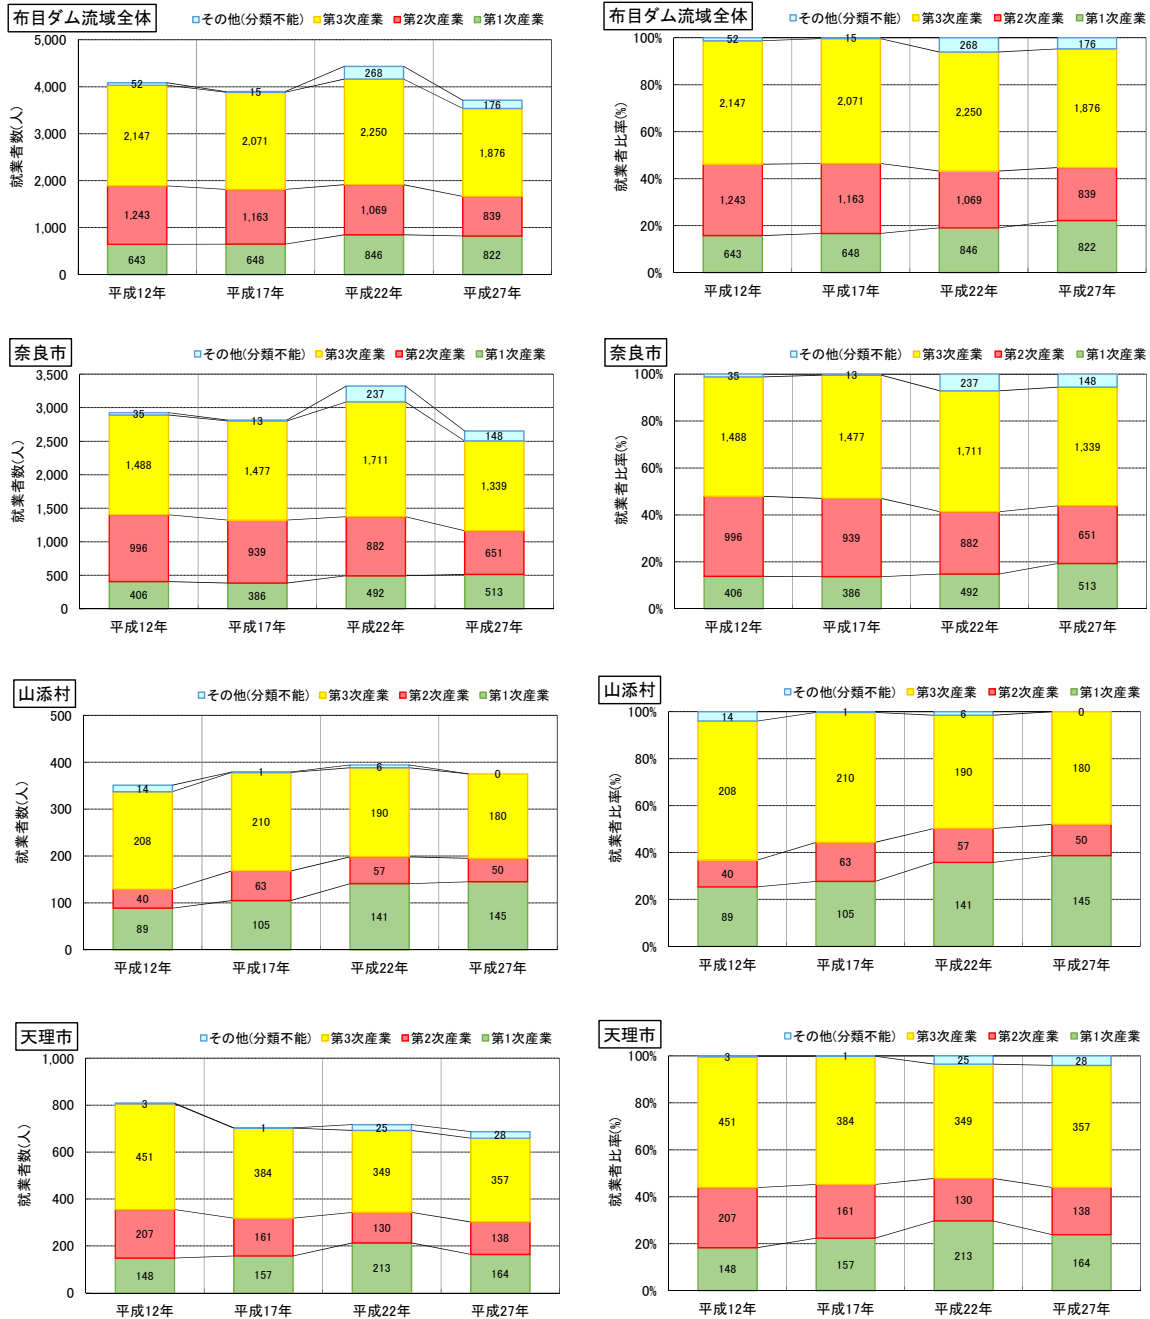 布目ダム流域全体
□その他(分類不能) ■第3次産業 ■第2次産業 ■第1次産業
就業者数(人)
5,000
4,000
3,000
2,000
1,000
0
52 15 268 176
2,147 2,071 2,250 1,876
1,243 1,163 1,069 839
643 648 846 822
平成12年 平成17年 平成22年 平成27年
布目ダム流域全体
□その他(分類不能) ■第3次産業 ■第2次産業 ■第1次産業
就業者比率(%)
100%
80%
60%
40%
20%
0%
52 15 268 176
2,147 2,071 2,250 1,876
1,243 1,163 1,069 839
643 648 846 822
平成12年 平成17年 平成22年 平成27年
奈良市
□その他(分類不能) ■第3次産業 ■第2次産業 ■第1次産業
就業者数(人)
3,500
3,000
2,500
2,000
1,500
1,000
500
0
35 13 237 148
1,488 1,477 1,711 1,339
996 939 882 651
406 386 492 513
平成12年 平成17年 平成22年 平成27年
奈良市
□その他(分類不能) ■第3次産業 ■第2次産業 ■第1次産業
就業者比率(%)
100%
80%
60%
40%
20%
0%
35 13 237 148
1,488 1,477 1,711 1,339
996 939 882 651
406 386 492 513
平成12年 平成17年 平成22年 平成27年
山添村
□その他(分類不能) ■第3次産業 ■第2次産業 ■第1次産業
就業者数(人)
500
400
300
200
100
0
14 1 6 0
208 210 190 180
40 63 57 50
89 105 141 145
平成12年 平成17年 平成22年 平成27年
山添村
□その他(分類不能) ■第3次産業 ■第2次産業 ■第1次産業
就業者比率(%)
100%
80%
60%
40%
20%
0%
14 1 6 0
208 210 190 180
40 63 57 50
89 105 141 145
平成12年 平成17年 平成22年 平成27年
天理市
□その他(分類不能) ■第3次産業 ■第2次産業 ■第1次産業
就業者数(人)
1,000
800
600
400
200
0
3 1 25 28
451 384 349 357
207 161 130 138
148 157 213 164
平成12年 平成17年 平成22年 平成27年
天理市
□その他(分類不能) ■第3次産業 ■第2次産業 ■第1次産業
就業者比率(%)
100%
80%
60%
40%
20%
0%
3 1 25 28
451 384 349 357
207 161 130 138
148 157 213 164
平成12年 平成17年 平成22年 平成27年